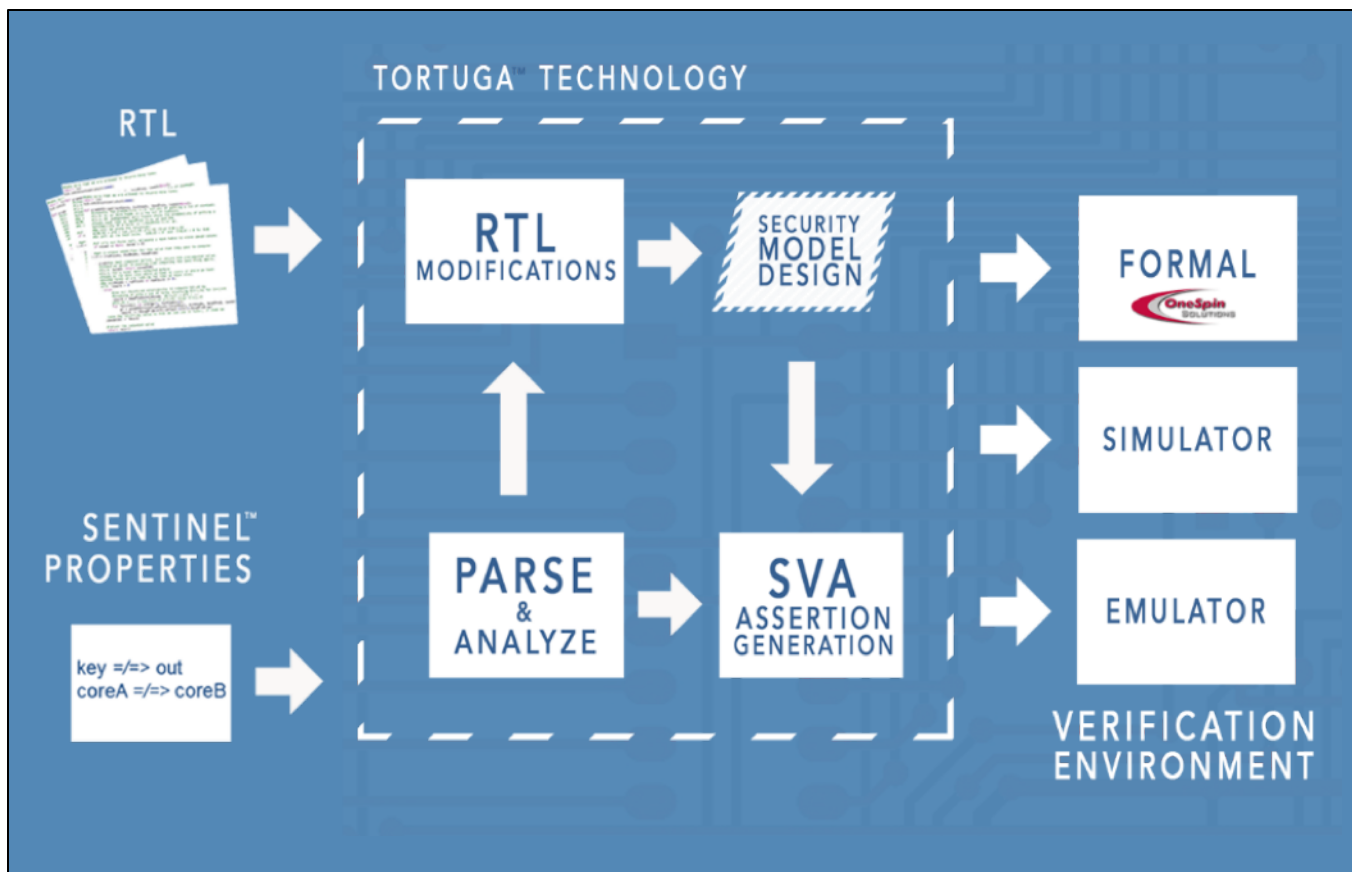 TORTUGA™ TECHNOLOGY
RTL
RTL
MODIFICATIONS
SECURITY
MODEL
DESIGN
FORMAL
OneSpin
SOLUTIONS
SIMULATOR
SENTINEL™
PROPERTIES
key =/=> out
coreA =/=> coreB
PARSE
&
ANALYZE
SVA
ASSERTION
GENERATION
EMULATOR
VERIFICATION
ENVIRONMENT